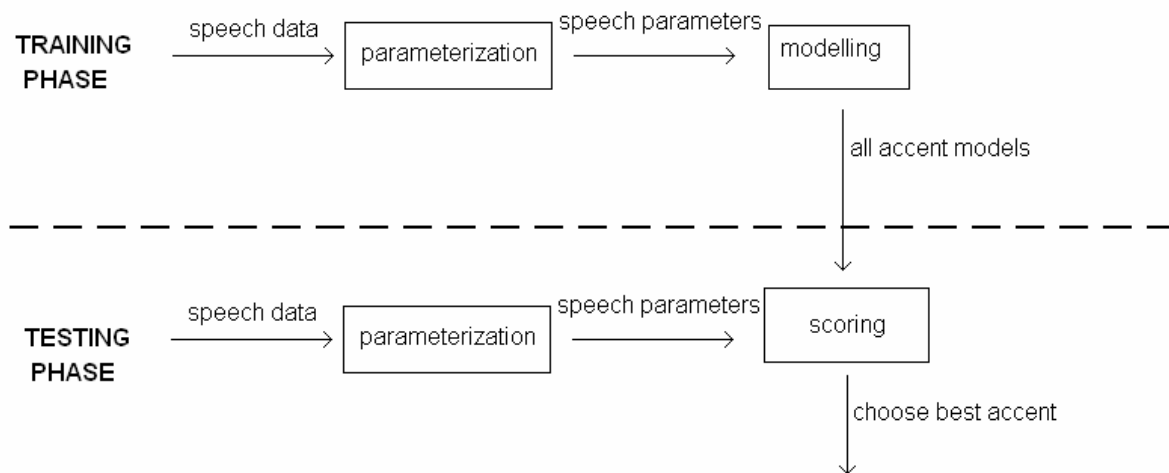 speech data
speech parameters
TRAINING
PHASE
parameterization
modelling
all accent models
speech data
speech parameters
TESTING
PHASE
parameterization
scoring
choose best accent